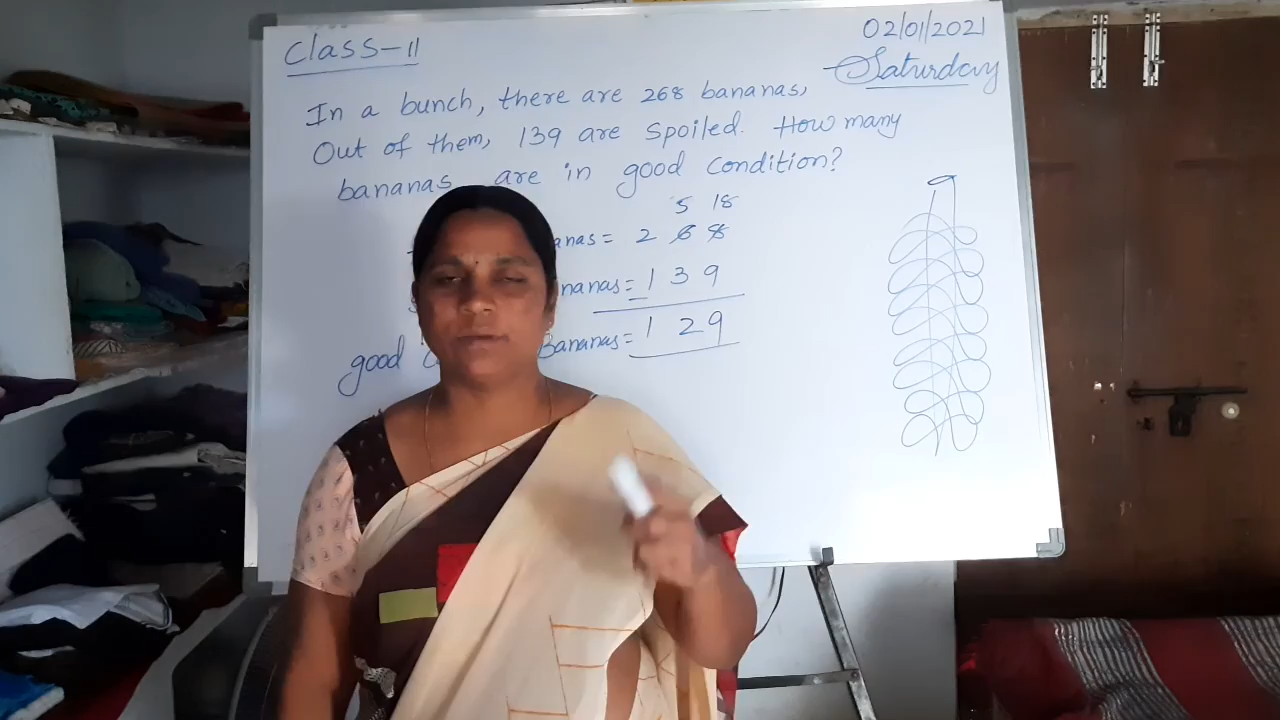 Class-II
02/01/2021
Saturday
In a bunch, there are 268 bananas,
Out of them, 139 are spoiled. How many
bananas are in good condition?
5 18
anas = 2 6 8
nanas = 1 3 9
good Bananas = 1 2 9